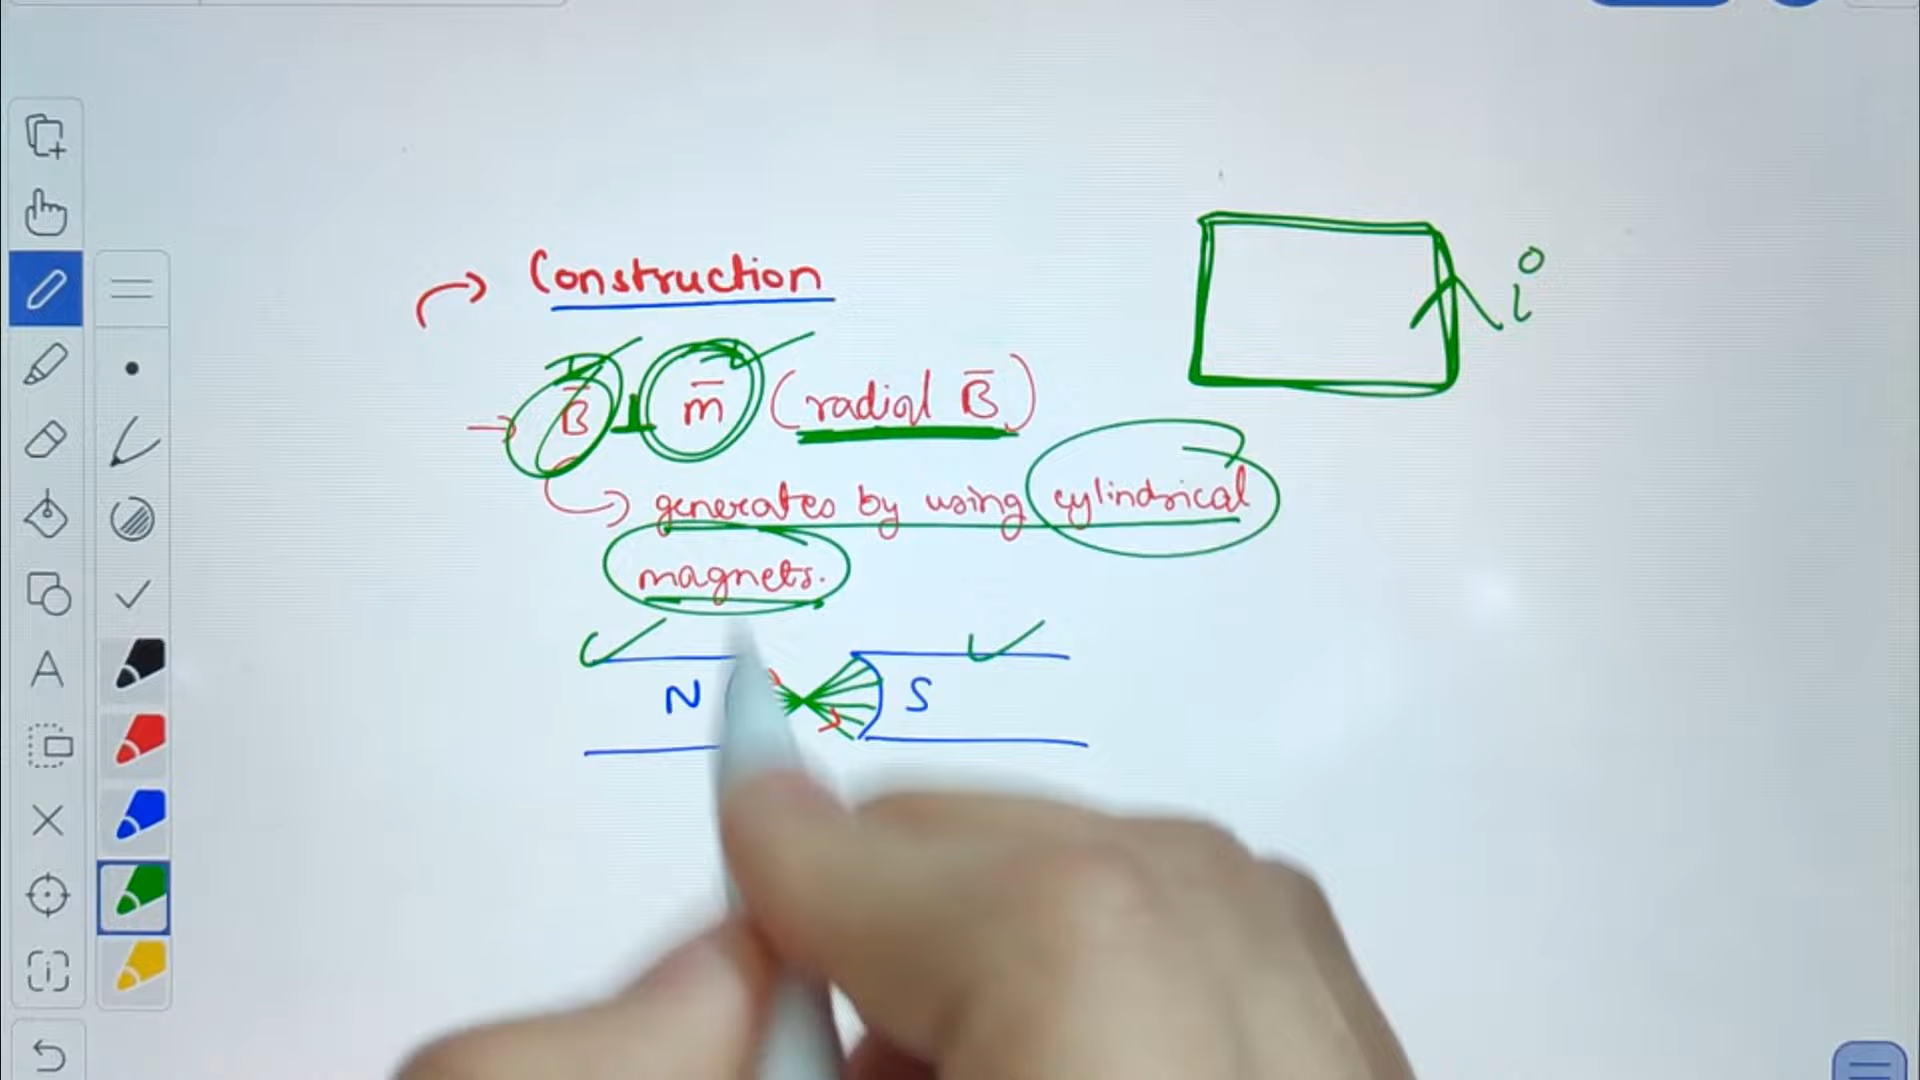 Construction
i
B ⊥ m (radial B)
generates by using cylindrical
magnets.
N S
A